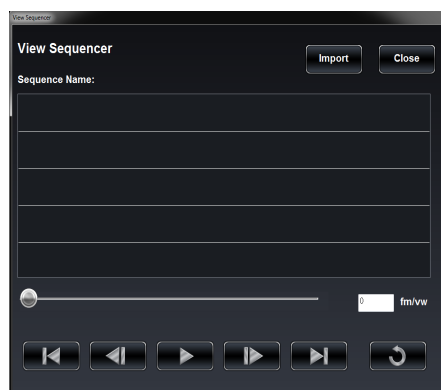 View Sequencer
View Sequencer
Import
Close
Sequence Name:
0
fm/vw